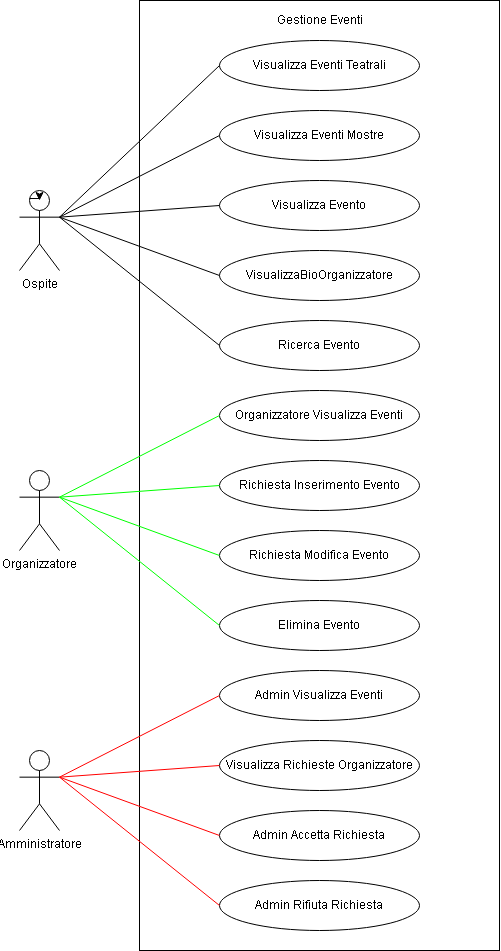 Gestione Eventi
Visualizza Eventi Teatrali
Visualizza Eventi Mostre
Visualizza Evento
VisualizzaBioOrganizzatore
Ospite
Ricerca Evento
Organizzatore Visualizza Eventi
Richiesta Inserimento Evento
Richiesta Modifica Evento
Organizzatore
Elimina Evento
Admin Visualizza Eventi
Visualizza Richieste Organizzatore
Admin Accetta Richiesta
Amministratore
Admin Rifiuta Richiesta